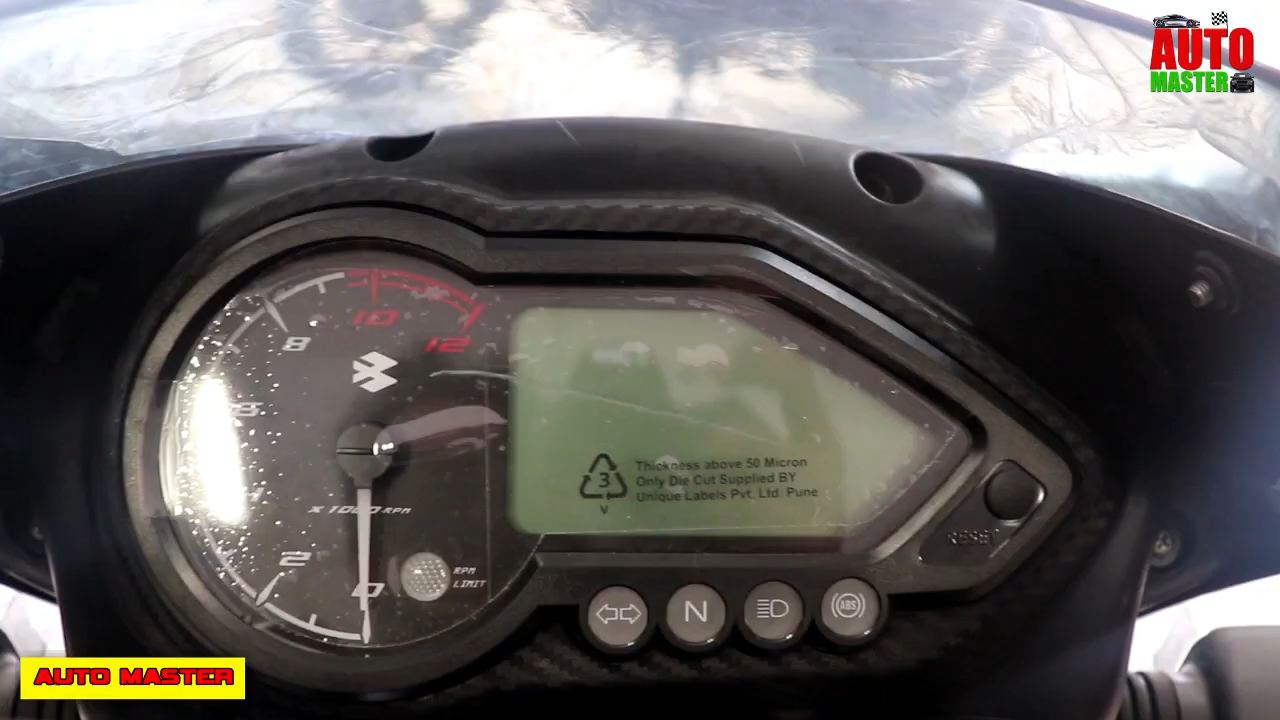 AUTO
MASTER
10
8
12
X 1000 RPM
2
0
RPM
LIMIT
3
V
Thickness above 50 Micron
Only Die Cut Supplied BY
Unique Labels Pvt. Ltd. Pune
RESET
N
ABS
AUTO MASTER